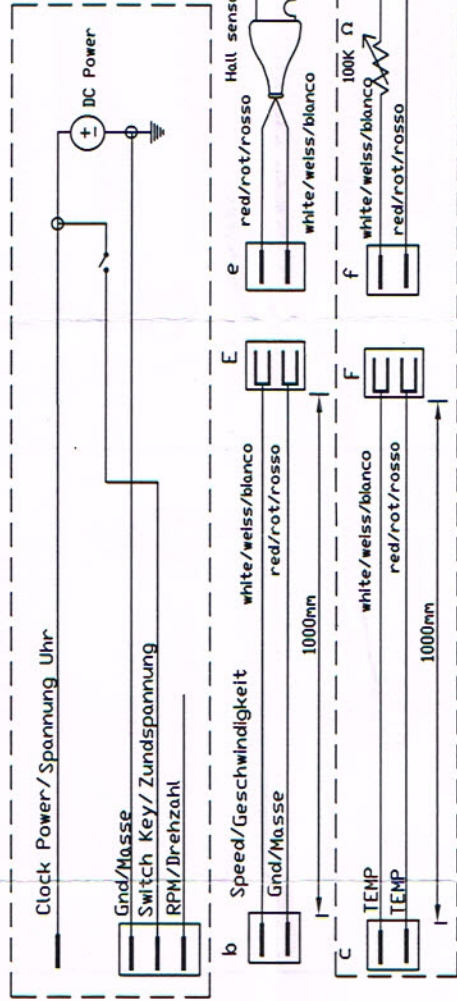 Clock Power/Spannung Uhr
DC Power
Gnd/Masse
Switch Key/Zundspannung
RPM/Drehzahl
b
Speed/Geschwindigkeit
Gnd/Masse
white/weiss/blanco
red/rot/rosso
E
1000mm
e
red/rot/rosso
white/weiss/blanco
Hall senso
C
TEMP
TEMP
white/weiss/blanco
red/rot/rosso
F
1000mm
f
white/weiss/blanco
red/rot/rosso
100K Ω